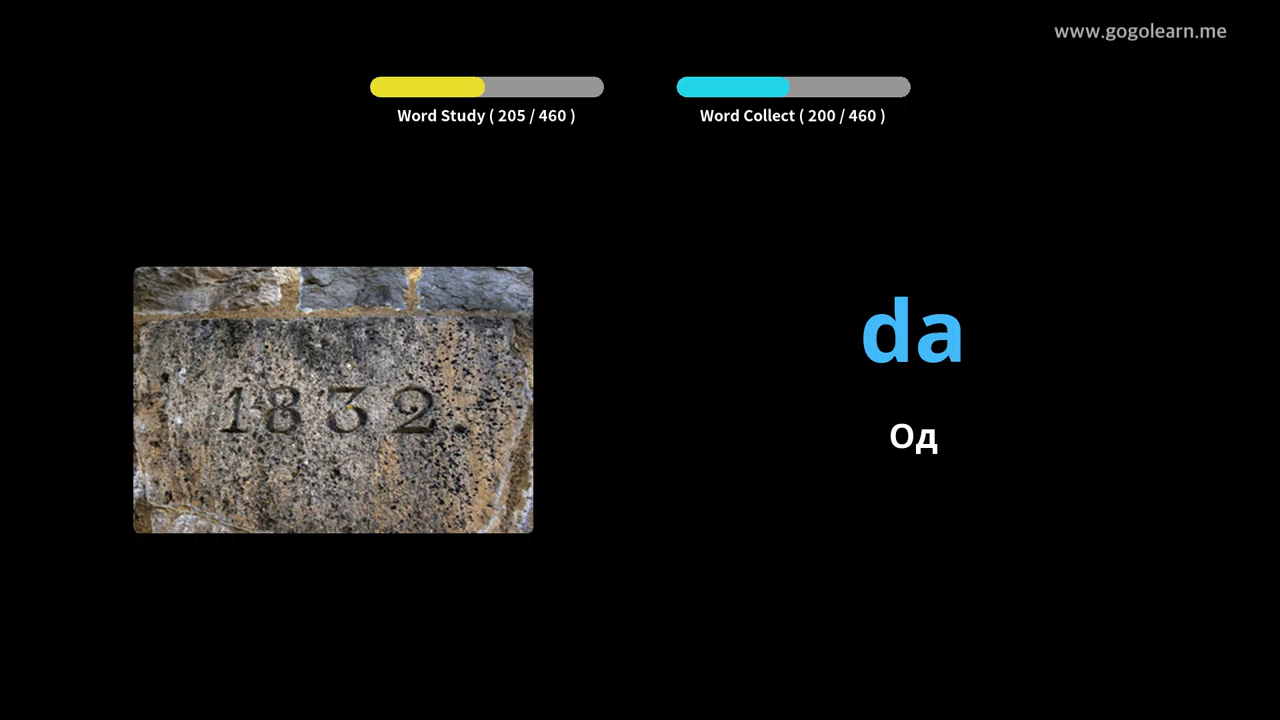 www.gogolearn.me
Word Study ( 205 / 460 )
Word Collect ( 200 / 460 )
1832.
da
Од